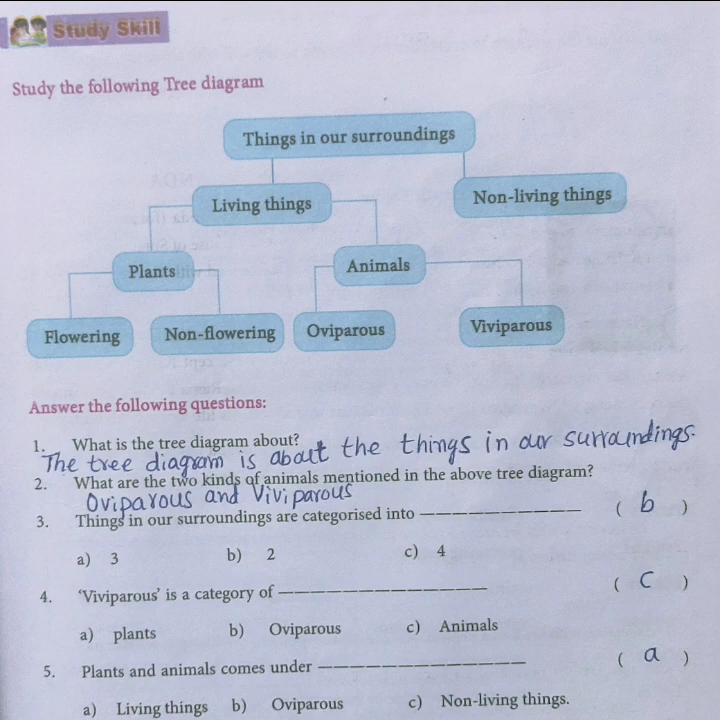 Study Skill
Study the following Tree diagram
Things in our surroundings
Living things
Non-living things
Plants
Animals
Flowering
Non-flowering
Oviparous
Viviparous
Answer the following questions:
1. What is the tree diagram about?
The tree diagram is about the things in our surroundings.
2. What are the two kinds of animals mentioned in the above tree diagram?
Oviparous and Viviparous
3. Things in our surroundings are categorised into ___________ ( b )
a) 3 b) 2 c) 4
4. 'Viviparous' is a category of ______________ ( c )
a) plants b) Oviparous c) Animals
5. Plants and animals comes under ______________ ( a )
a) Living things b) Oviparous c) Non-living things.